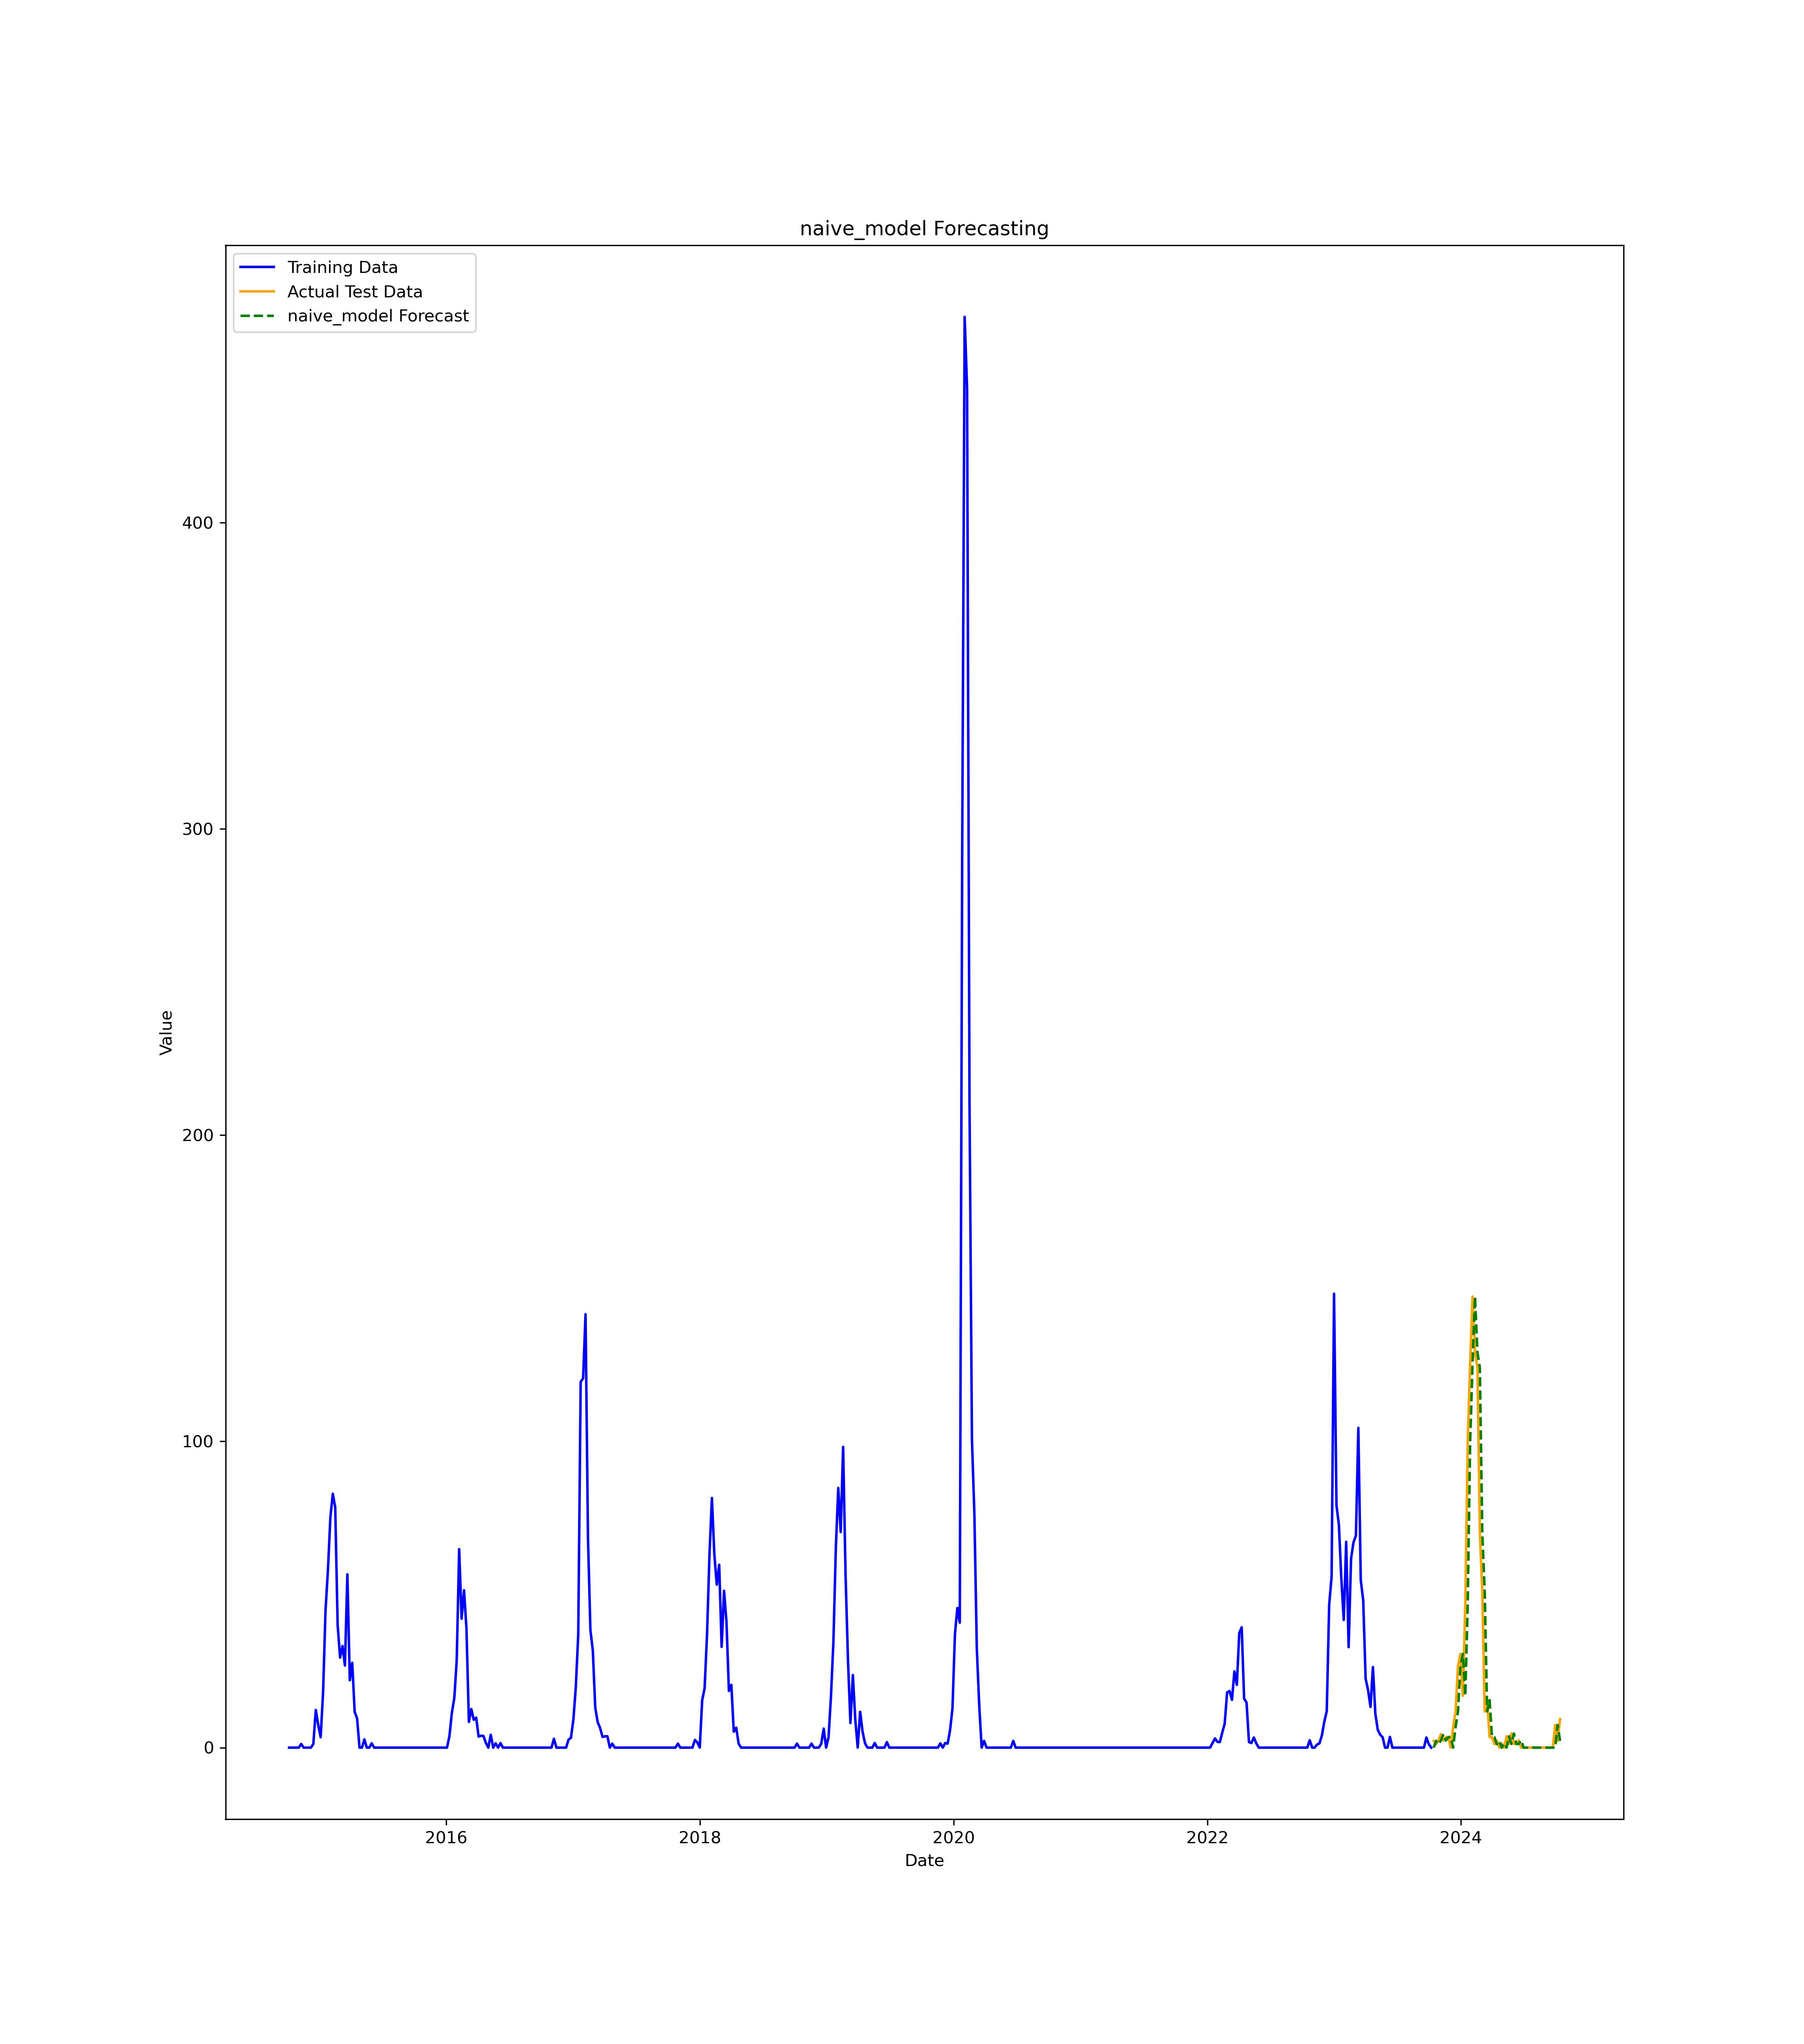 naive_model Forecasting
Training Data
Actual Test Data
naive_model Forecast
Value
400
300
200
100
0
2016
2018
2020
2022
2024
Date